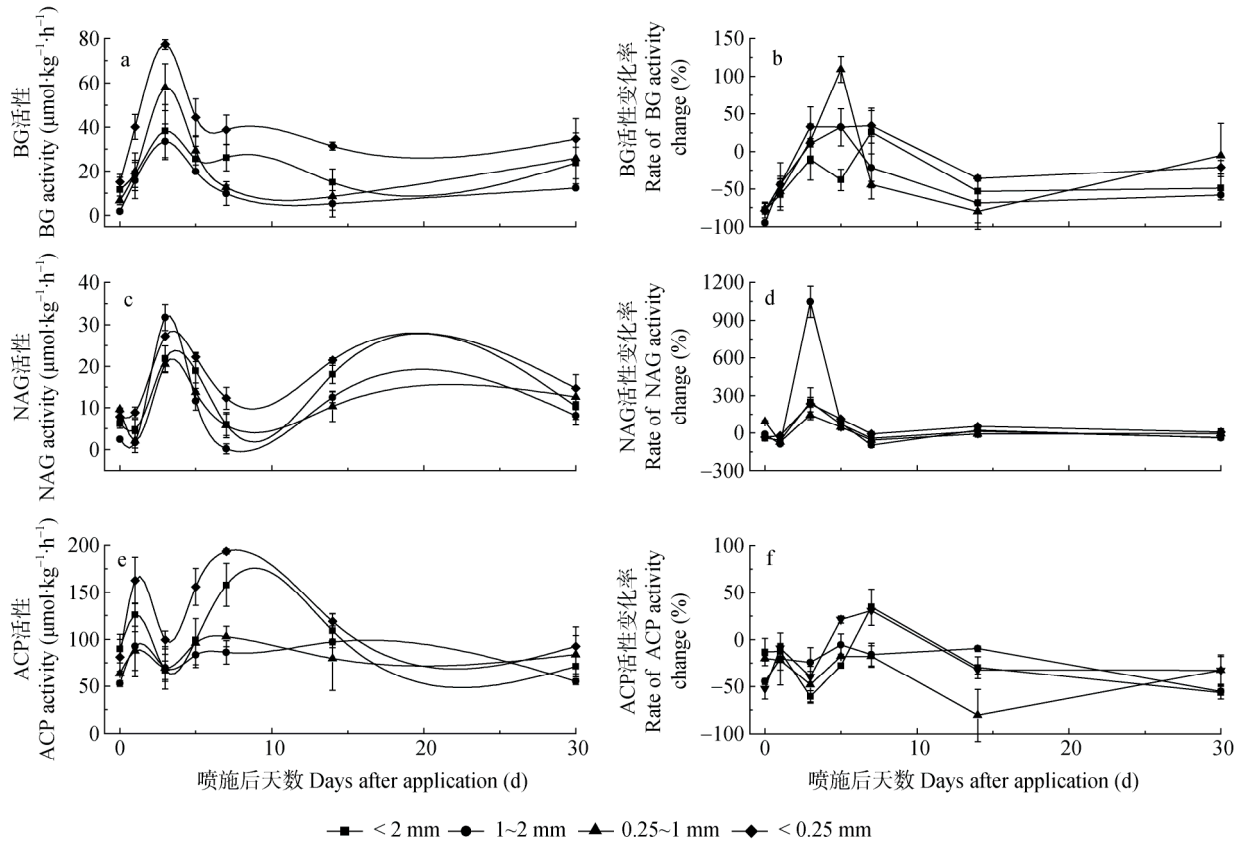 a
BG活性
BG activity (μmol·kg⁻¹·h⁻¹)
80
60
40
20
0
b
BG活性变化率
Rate of BG activity
change (%)
150
100
50
0
−50
−100
c
NAG活性
NAG activity (μmol·kg⁻¹·h⁻¹)
40
30
20
10
0
d
NAG活性变化率
Rate of NAG activity
change (%)
1200
900
600
300
0
−300
e
ACP活性
ACP activity (μmol·kg⁻¹·h⁻¹)
200
150
100
50
0
0 10 20 30
喷施后天数 Days after application (d)
f
ACP活性变化率
Rate of ACP activity
change (%)
100
50
0
−50
−100
0 10 20 30
喷施后天数 Days after application (d)
< 2 mm 1~2 mm 0.25~1 mm < 0.25 mm